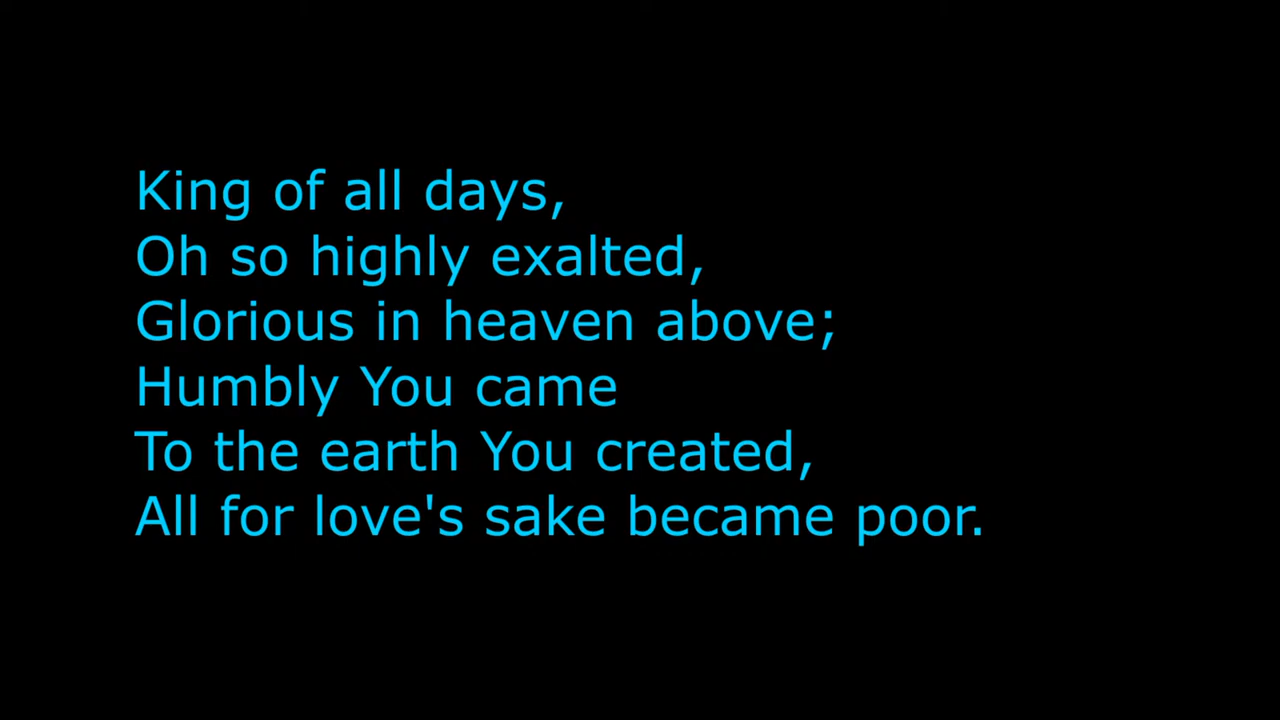 King of all days,
Oh so highly exalted,
Glorious in heaven above;
Humbly You came
To the earth You created,
All for love's sake became poor.